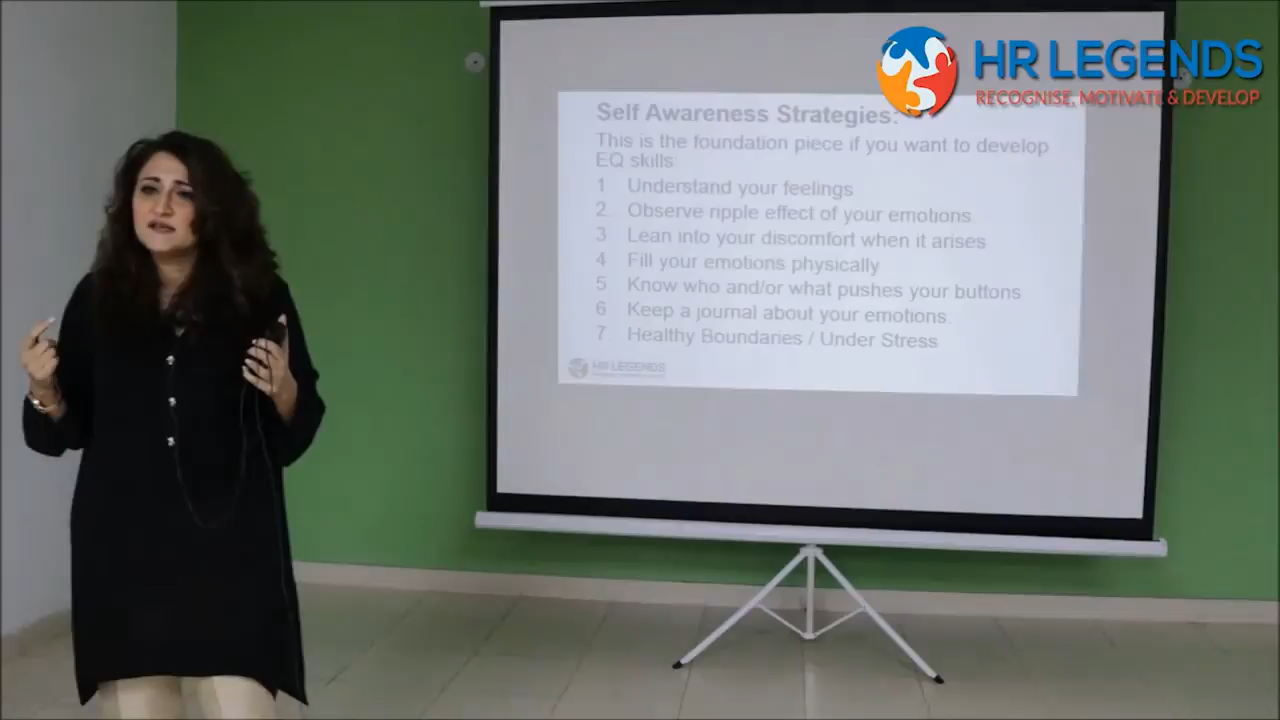 HR LEGENDS
RECOGNISE, MOTIVATE & DEVELOP
Self Awareness Strategies:
This is the foundation piece if you want to develop
EQ skills:
1 Understand your feelings
2. Observe ripple effect of your emotions
3 Lean into your discomfort when it arises
4 Fill your emotions physically
5 Know who and/or what pushes your buttons
6 Keep a journal about your emotions.
7 Healthy Boundaries / Under Stress
HR LEGENDS